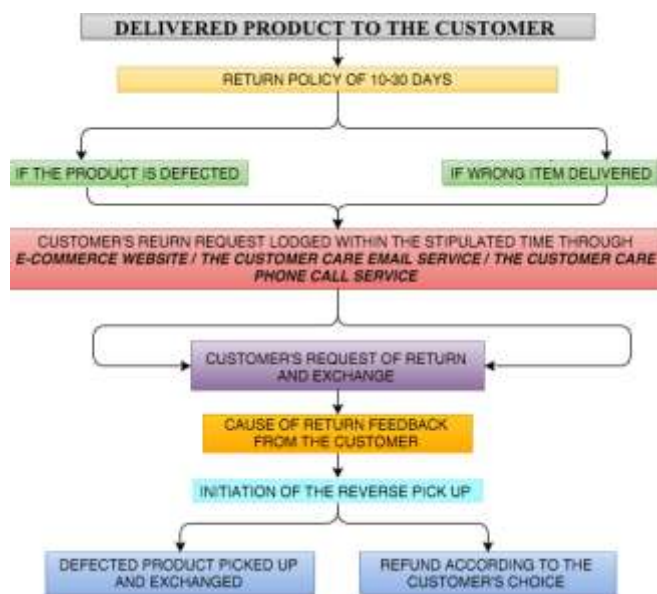 DELIVERED PRODUCT TO THE CUSTOMER
RETURN POLICY OF 10-30 DAYS
IF THE PRODUCT IS DEFECTED
IF WRONG ITEM DELIVERED
CUSTOMER'S REURN REQUEST LODGED WITHIN THE STIPULATED TIME THROUGH
E-COMMERCE WEBSITE / THE CUSTOMER CARE EMAIL SERVICE / THE CUSTOMER CARE
PHONE CALL SERVICE
CUSTOMER'S REQUEST OF RETURN
AND EXCHANGE
CAUSE OF RETURN FEEDBACK
FROM THE CUSTOMER
INITIATION OF THE REVERSE PICK UP
DEFECTED PRODUCT PICKED UP
AND EXCHANGED
REFUND ACCORDING TO THE
CUSTOMER'S CHOICE